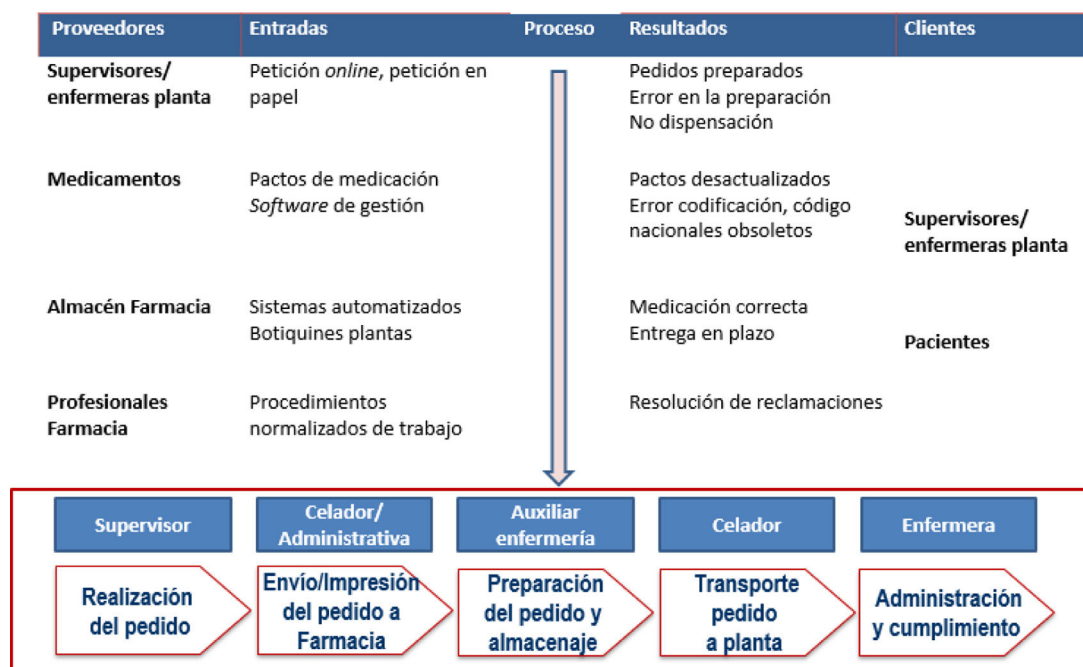 Proveedores Entradas Proceso Resultados Clientes
Supervisores/ Petición online, petición en Pedidos preparados
enfermeras planta papel Error en la preparación
No dispensación
Medicamentos Pactos de medicación Pactos desactualizados
Software de gestión Error codificación, código
nacionales obsoletos
Supervisores/
enfermeras planta
Almacén Farmacia Sistemas automatizados Medicación correcta
Botiquines plantas Entrega en plazo
Pacientes
Profesionales Procedimientos Resolución de reclamaciones
Farmacia normalizados de trabajo
Supervisor Celador/ Auxiliar Celador Enfermera
Administrativa enfermería
Realización Envío/Impresión Preparación Transporte Administración
del pedido del pedido a del pedido y pedido y cumplimiento
Farmacia almacenaje a planta